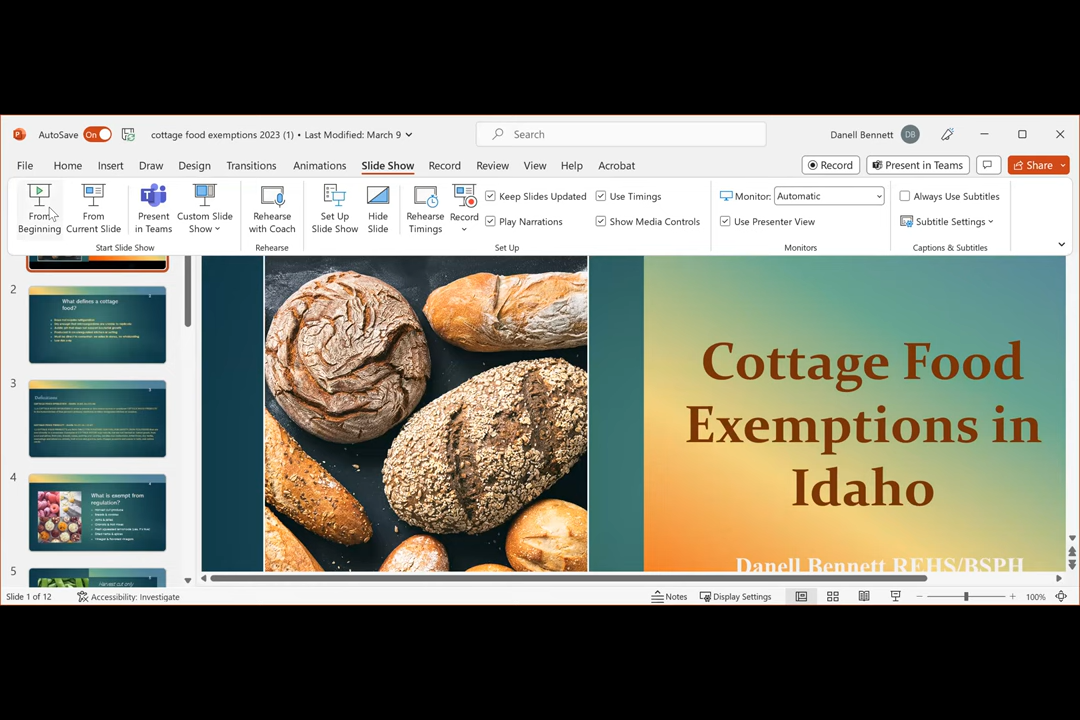 AutoSave On cottage food exemptions 2023 (1) • Last Modified: March 9 Search Danell Bennett DB
File Home Insert Draw Design Transitions Animations Slide Show Record Review View Help Acrobat Record Present in Teams Share
From Beginning
From Current Slide
Present in Teams
Custom Slide Show
Start Slide Show
Rehearse with Coach
Rehearse
Set Up Slide Show
Hide Slide
Rehearse Timings
Record
Keep Slides Updated
Play Narrations
Use Timings
Show Media Controls
Set Up
Monitor: Automatic
Use Presenter View
Monitors
Always Use Subtitles
Subtitle Settings
Captions & Subtitles
2
What defines a cottage
food?
3
Definitions
4
What is exempt from
regulation?
5
Cottage Food
Exemptions in
Idaho
Danell Bennett REHS/BSPH
Slide 1 of 12 Accessibility: Investigate Notes Display Settings 100%